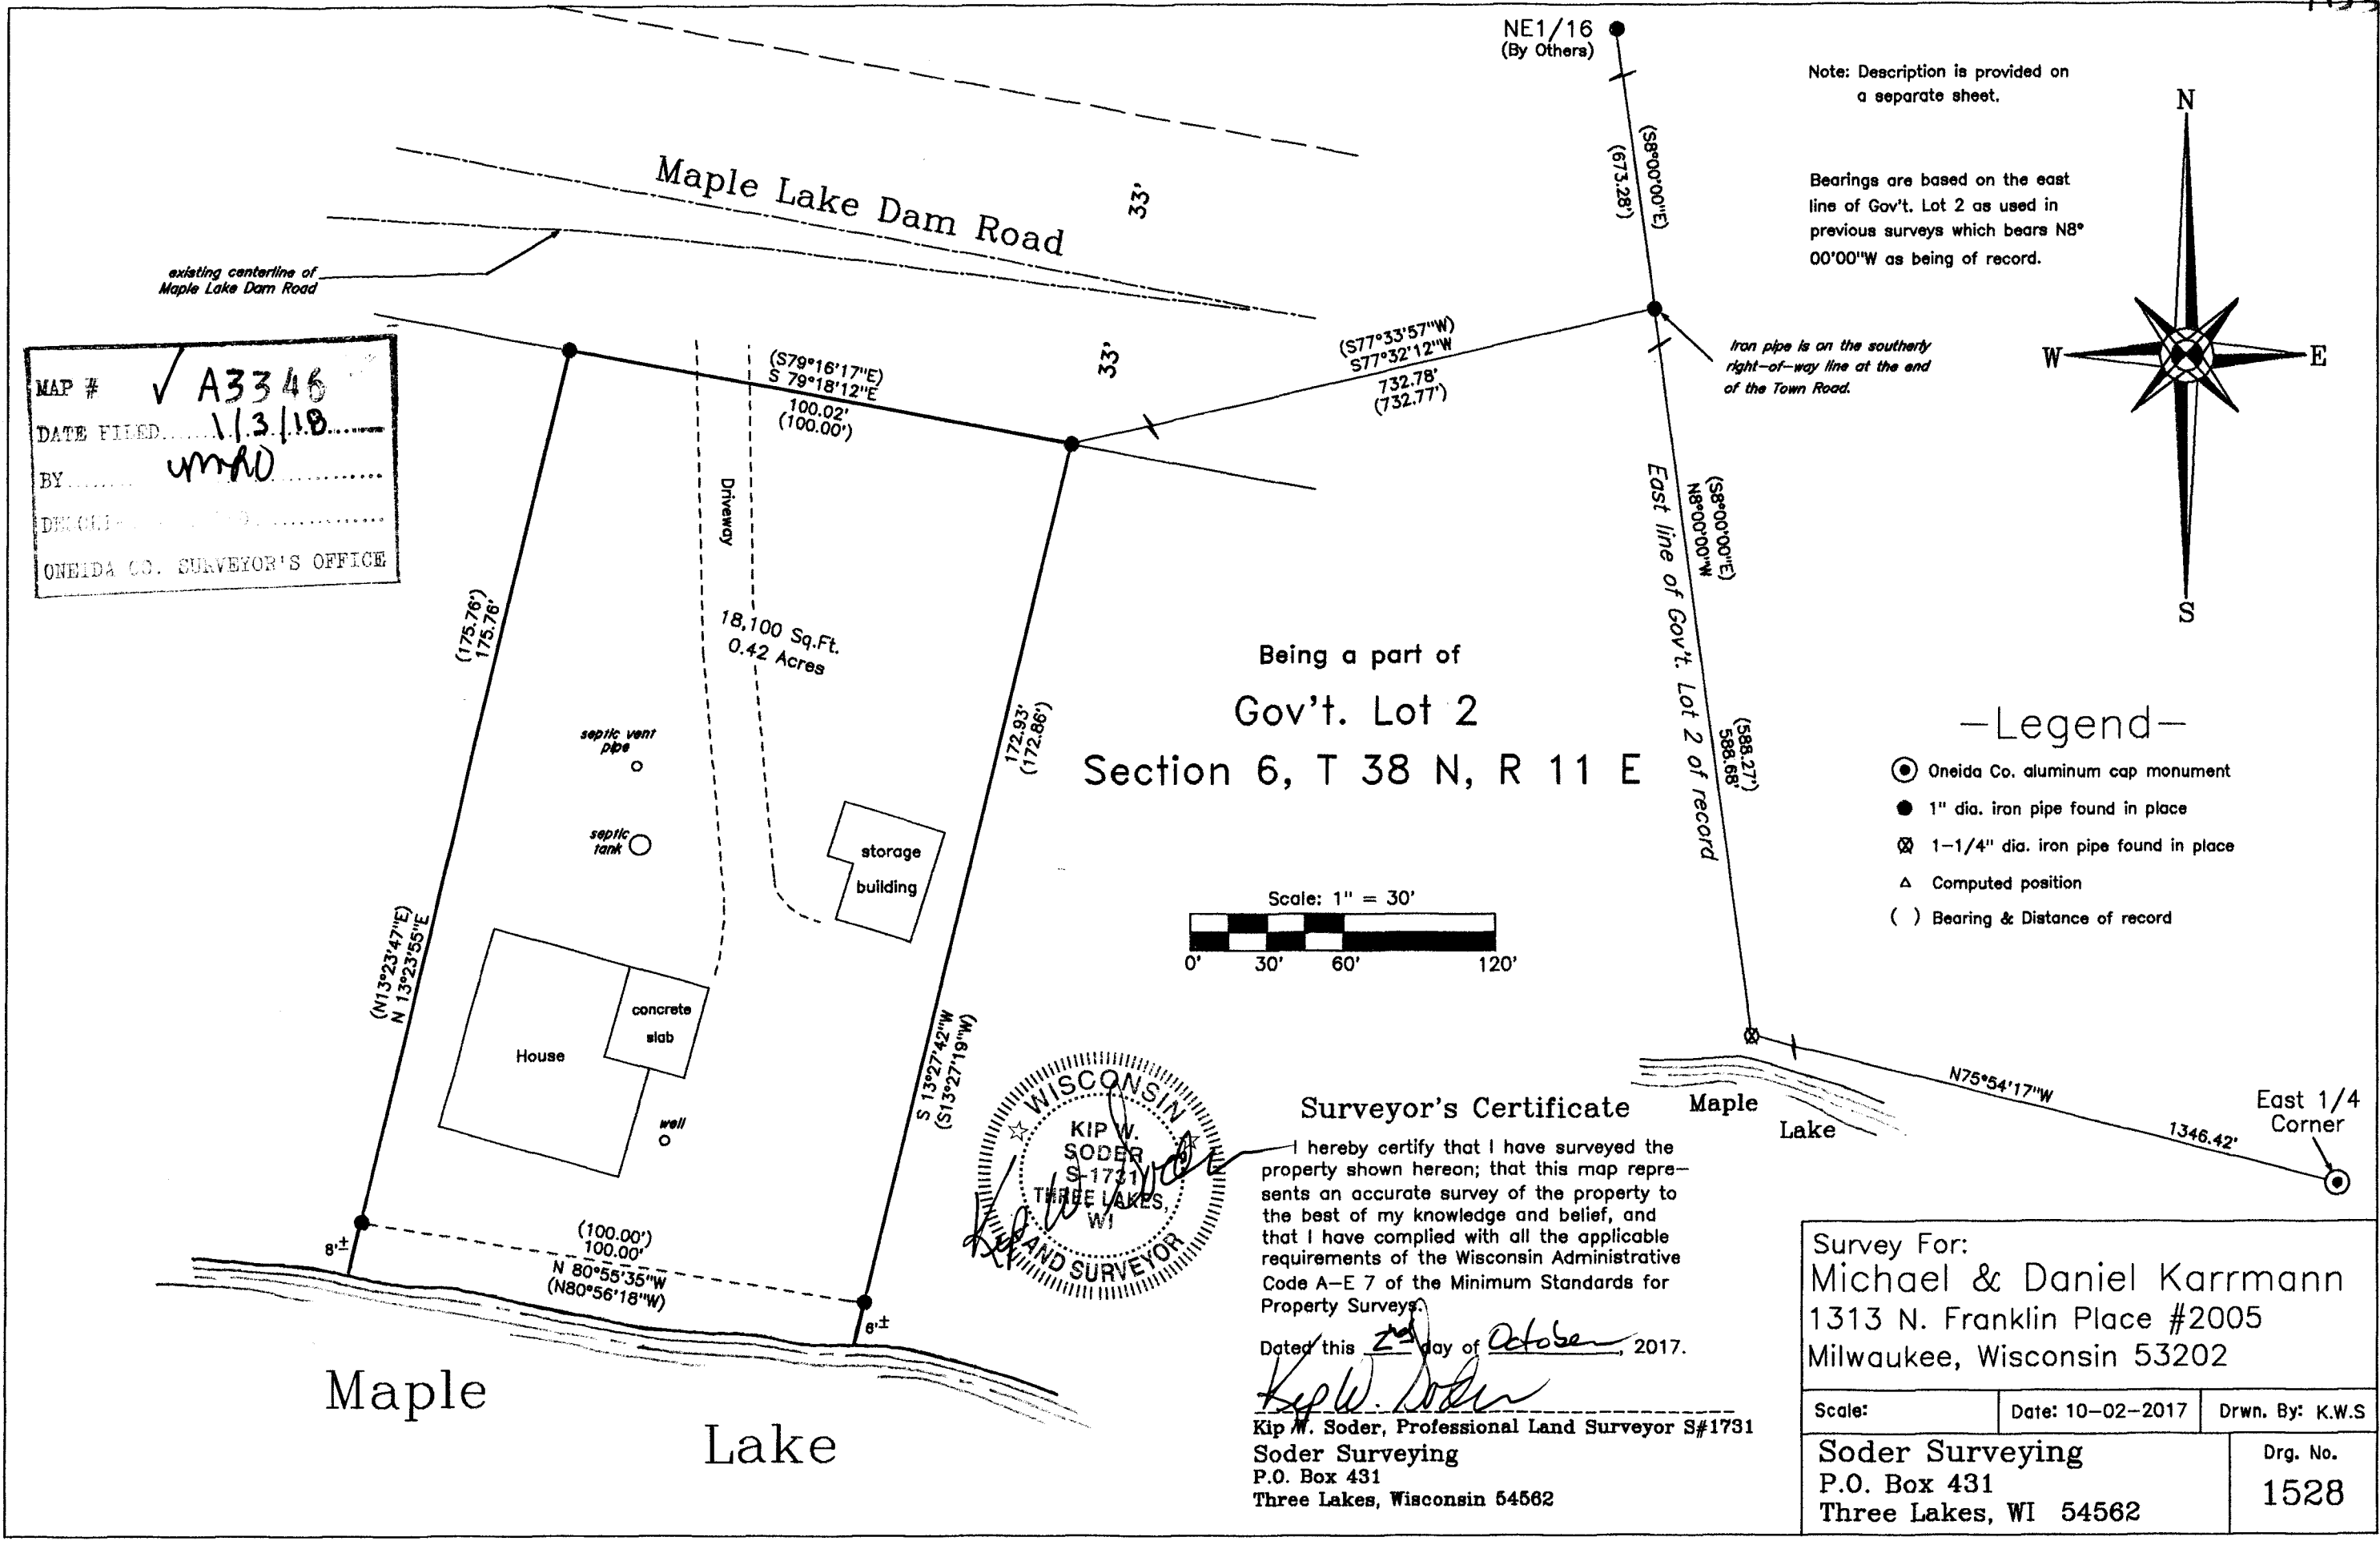 NE1/16
(By Others)
Note: Description is provided on
a separate sheet.
N
Bearings are based on the east
line of Gov't. Lot 2 as used in
previous surveys which bears N8°
00'00"W as being of record.
W
E
S
(S8°00'00"E)
(673.28')
Maple Lake Dam Road
33'
existing centerline of
Maple Lake Dam Road
33'
(S77°33'57"W)
S77°32'12"W
732.78'
(732.77')
Iron pipe is on the southerly
right-of-way line at the end
of the Town Road.
MAP # √ A3346
DATE FILED 1/3/18
BY
ONEIDA CO. SURVEYOR'S OFFICE
(S79°16'17"E)
S 79°18'12"E
100.02'
(100.00')
Driveway
18,100 Sq.Ft.
0.42 Acres
(175.76')
175.76'
(N13°23'47"E)
N 13°23'55"E
172.93'
(172.86')
S 13°27'42"W
(S13°27'19"W)
septic vent
pipe
septic
tank
storage
building
concrete
slab
House
well
(100.00')
100.00'
N 80°55'35"W
(N80°56'18"W)
8'±
6'±
Maple
Lake
Being a part of
Gov't. Lot 2
Section 6, T 38 N, R 11 E
East line of Gov't. Lot 2 of record
(S8°00'00"E)
N8°00'00"W
(588.27')
588.68'
Scale: 1" = 30'
0' 30' 60' 120'
-Legend-
Oneida Co. aluminum cap monument
1" dia. iron pipe found in place
1-1/4" dia. iron pipe found in place
Δ Computed position
( ) Bearing & Distance of record
Maple
Lake
N75°54'17"W
1346.42'
East 1/4
Corner
WISCONSIN
KIP W.
SODER
S-1731
THREE LAKES,
WI
LAND SURVEYOR
Surveyor's Certificate
I hereby certify that I have surveyed the
property shown hereon; that this map repre-
sents an accurate survey of the property to
the best of my knowledge and belief, and
that I have complied with all the applicable
requirements of the Wisconsin Administrative
Code A-E 7 of the Minimum Standards for
Property Surveys.
Dated this 2nd day of October, 2017.
Kip W. Soder
Kip W. Soder, Professional Land Surveyor S#1731
Soder Surveying
P.O. Box 431
Three Lakes, Wisconsin 54562
Survey For:
Michael & Daniel Karrmann
1313 N. Franklin Place #2005
Milwaukee, Wisconsin 53202
Scale:
Date: 10-02-2017
Drwn. By: K.W.S
Soder Surveying
P.O. Box 431
Three Lakes, WI 54562
Drg. No.
1528